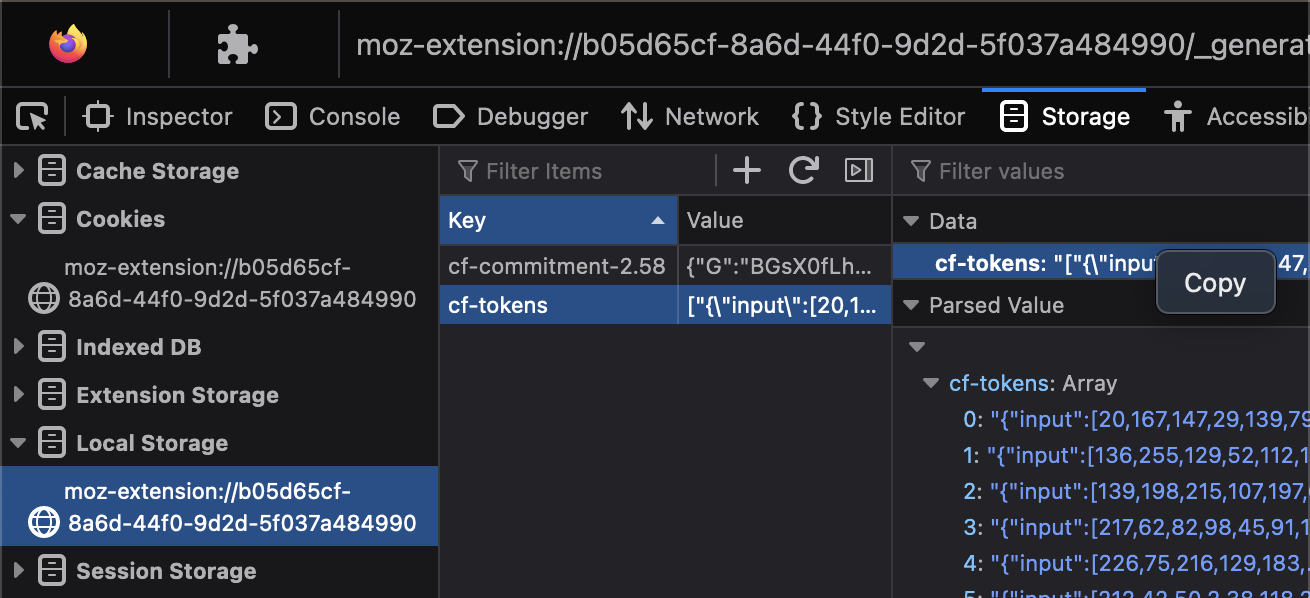 moz-extension://b05d65cf-8a6d-44f0-9d2d-5f037a484990/_genera
Inspector Console Debugger Network Style Editor Storage Accessib
Cache Storage
Cookies
moz-extension://b05d65cf-
8a6d-44f0-9d2d-5f037a484990
Indexed DB
Extension Storage
Local Storage
moz-extension://b05d65cf-
8a6d-44f0-9d2d-5f037a484990
Session Storage
Filter Items
Key Value
cf-commitment-2.58 {"G":"BGsX0fLh...
cf-tokens ["{\"input\":[20,1...
Filter values
Data
cf-tokens: "["{\"inpu 47,
Copy
Parsed Value
cf-tokens: Array
0: "{"input":[20,167,147,29,139,79
1: "{"input":[136,255,129,52,112,1
2: "{"input":[139,198,215,107,197,
3: "{"input":[217,62,82,98,45,91,1
4: "{"input":[226,75,216,129,183,